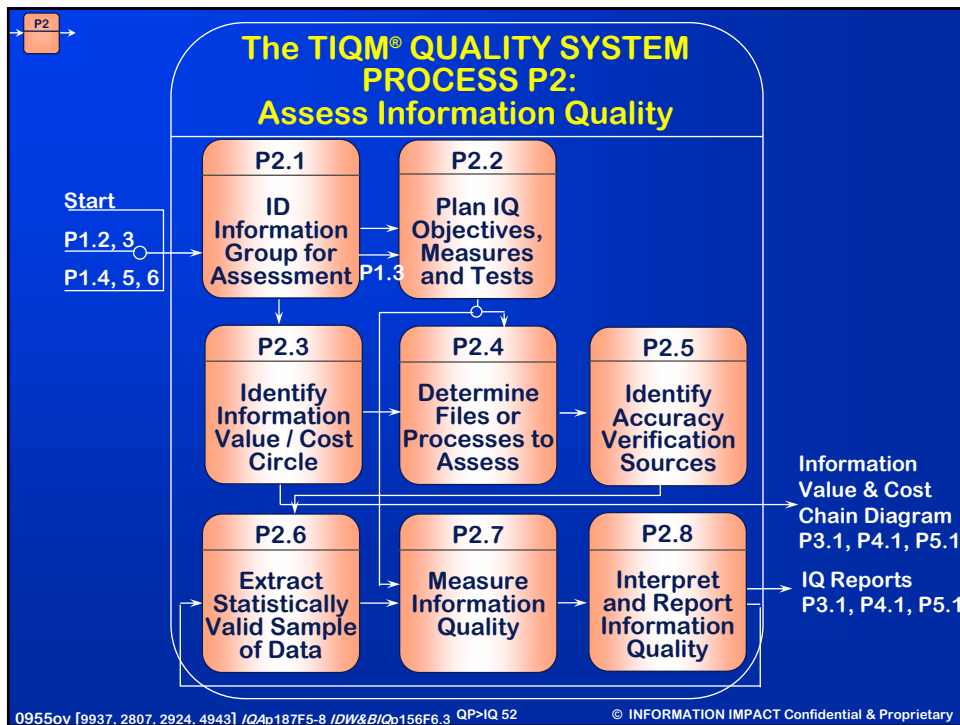 P2
The TIQM® QUALITY SYSTEM
PROCESS P2:
Assess Information Quality
Start
P1.2, 3
P1.4, 5, 6
P2.1
ID
Information
Group for
Assessment
P1.3
P2.2
Plan IQ
Objectives,
Measures
and Tests
P2.3
Identify
Information
Value / Cost
Circle
P2.4
Determine
Files or
Processes to
Assess
P2.5
Identify
Accuracy
Verification
Sources
Information
Value & Cost
Chain Diagram
P3.1, P4.1, P5.1
P2.6
Extract
Statistically
Valid Sample
of Data
P2.7
Measure
Information
Quality
P2.8
Interpret
and Report
Information
Quality
IQ Reports
P3.1, P4.1, P5.1
0955ov [9937, 2807, 2924, 4943] IQAp187F5-8 IDW&BIQp156F6.3 QP>IQ 52 © INFORMATION IMPACT Confidential & Proprietary